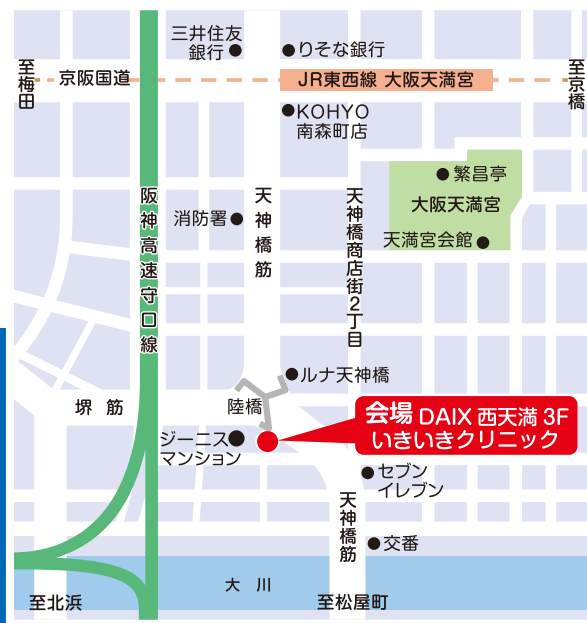 三井住友
銀行
りそな銀行
至梅田
京阪国道
JR東西線 大阪天満宮
至京橋
KOHYO
南森町店
繁昌亭
大阪天満宮
天満宮会館
阪神高速守口線
消防署
天神橋筋
天神橋商店街2丁目
ルナ天神橋
陸橋
堺筋
会場 DAIX 西天満 3F
いきいきクリニック
ジーニス
マンション
セブン
イレブン
天神橋筋
交番
大川
至北浜
至松屋町